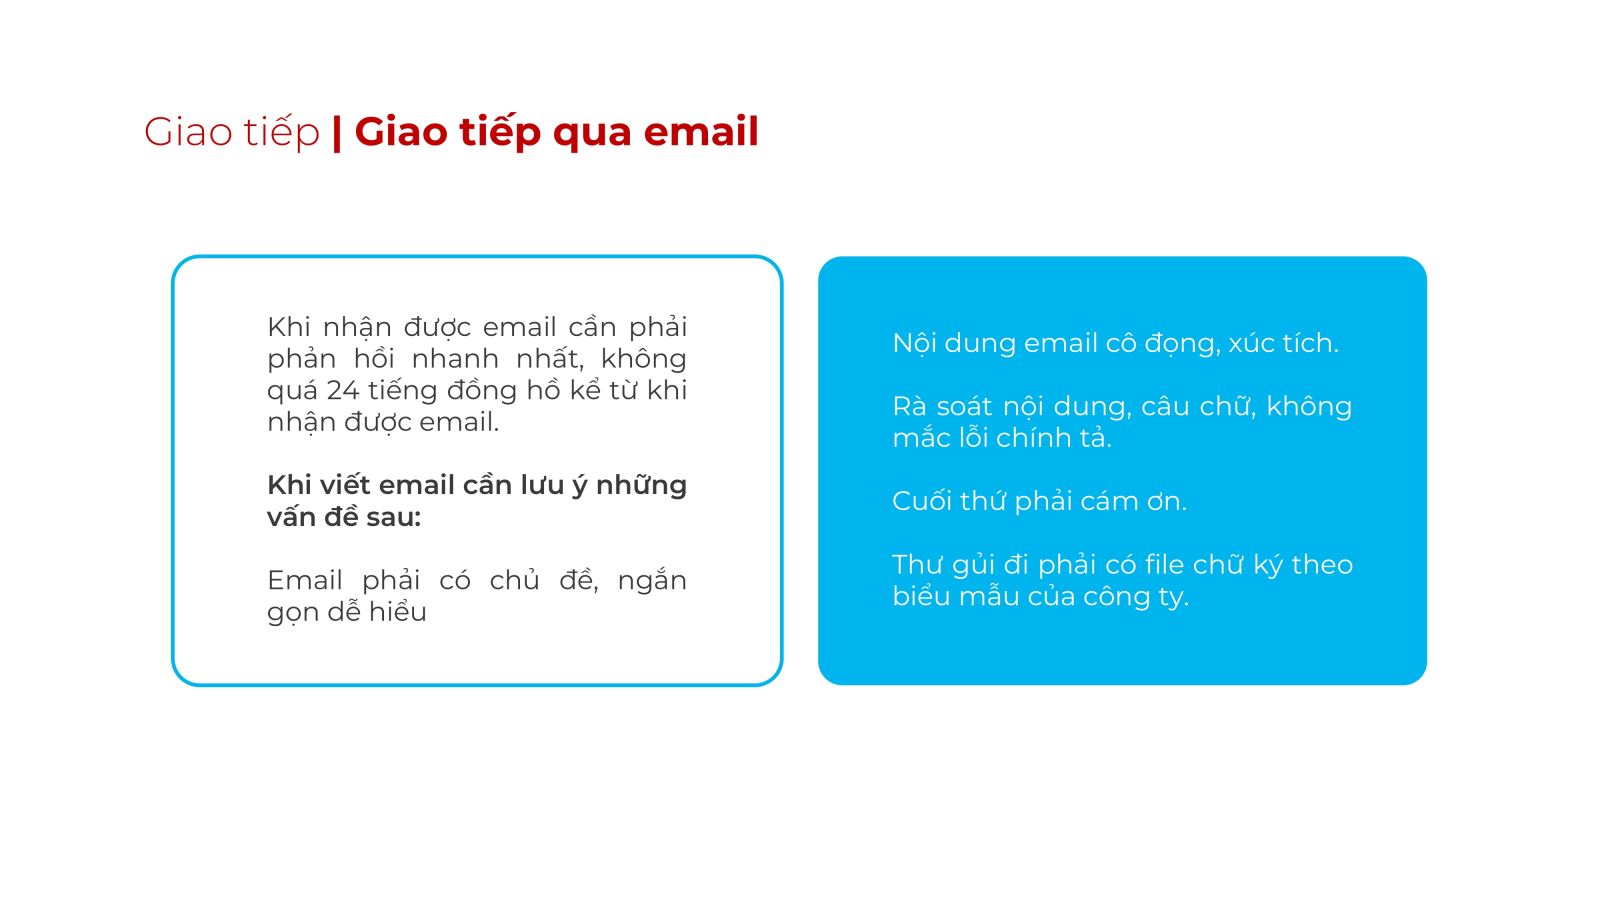 Giao tiếp | Giao tiếp qua email
Khi nhận được email cần phải
phản hồi nhanh nhất, không
quá 24 tiếng đồng hồ kể từ khi
nhận được email.
Khi viết email cần lưu ý những
vấn đề sau:
Email phải có chủ đề, ngắn
gọn dễ hiểu
Nội dung email cô đọng, xúc tích.
Rà soát nội dung, câu chữ, không
mắc lỗi chính tả.
Cuối thứ phải cám ơn.
Thư gủi đi phải có file chữ ký theo
biểu mẫu của công ty.